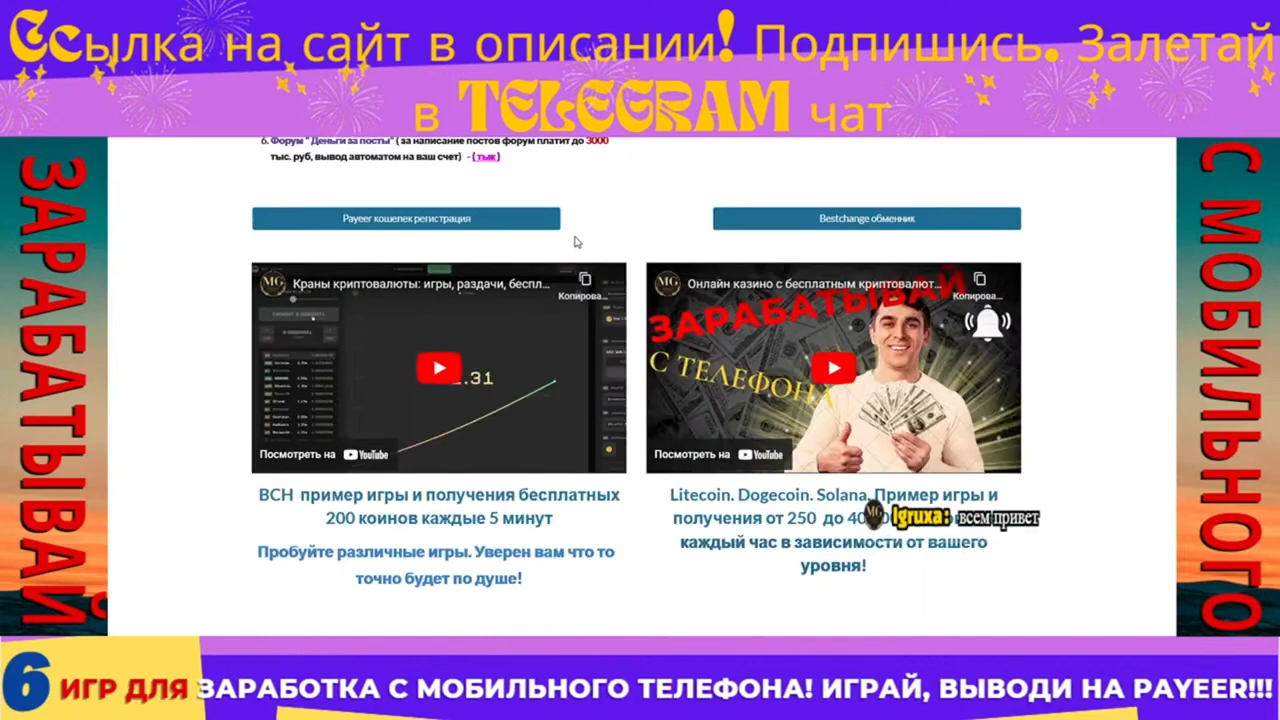 Ссылка на сайт в описании! Подпишись. Залетай
в TELEGRAM чат
ЗАРАБАТЫВАЙ
С МОБИЛЬНОГО
6. Форум "Деньги за посты" ( за написание постов форум платит до 3000
тыс. руб, вывод автоматом на ваш счет) - ( тык )
Payeer кошелек регистрация
Bestchange обменник
MG Краны криптовалюты: игры, раздачи, беспл...
Копирова...
.31
Посмотреть на YouTube
MG Онлайн казино с бесплатным криптовалют...
Копирова...
ЗАРАБАТЫВАЙ
С ТЕЛЕФОНА
Посмотреть на YouTube
BCH пример игры и получения бесплатных
200 коинов каждые 5 минут
Пробуйте различные игры. Уверен вам что то
точно будет по душе!
Litecoin. Dogecoin. Solana. Пример игры и
получения от 250 до
MG Igruxa: всем привет
каждый час в зависимости от вашего
уровня!
6 ИГР ДЛЯ ЗАРАБОТКА С МОБИЛЬНОГО ТЕЛЕФОНА! ИГРАЙ, ВЫВОДИ НА PAYEER!!!